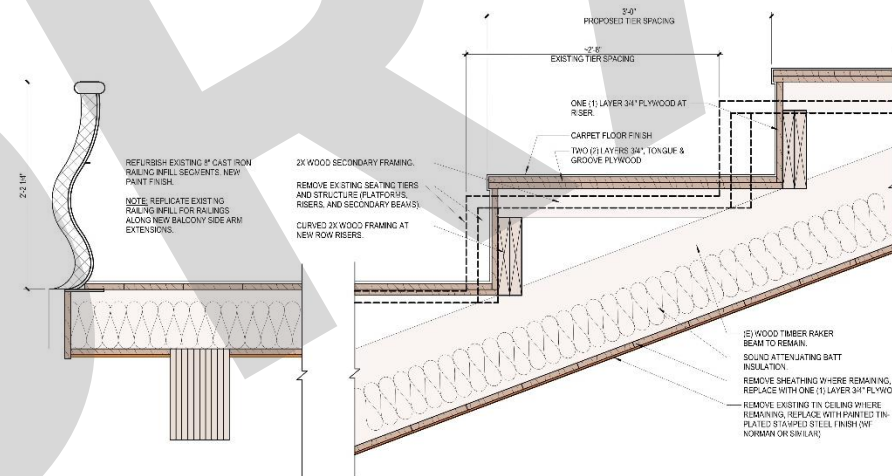 3'-0"
PROPOSED TIER SPACING
~2'-8"
EXISTING TIER SPACING
ONE (1) LAYER 3/4" PLYWOOD AT
RISER.
CARPET FLOOR FINISH
TWO (2) LAYERS 3/4", TONGUE &
GROOVE PLYWOOD
2X WOOD SECONDARY FRAMING.
REMOVE EXISTING SEATING TIERS
AND STRUCTURE (PLATFORMS,
RISERS, AND SECONDARY BEAMS).
CURVED 2X WOOD FRAMING AT
NEW ROW RISERS.
REFURBISH EXISTING 8" CAST IRON
RAILING INFILL SEGMENTS. NEW
PAINT FINISH.
NOTE: REPLICATE EXISTING
RAILING INFILL FOR RAILINGS
ALONG NEW BALCONY SIDE ARM
EXTENSIONS.
2'-2 1/4"
(E) WOOD TIMBER RAKER
BEAM TO REMAIN.
SOUND ATTENUATING BATT
INSULATION.
REMOVE SHEATHING WHERE REMAINING,
REPLACE WITH ONE (1) LAYER 3/4" PLYWO
REMOVE EXISTING TIN CEILING WHERE
REMAINING, REPLACE WITH PAINTED TIN-
PLATED STAMPED STEEL FINISH (WF
NORMAN OR SIMILAR)